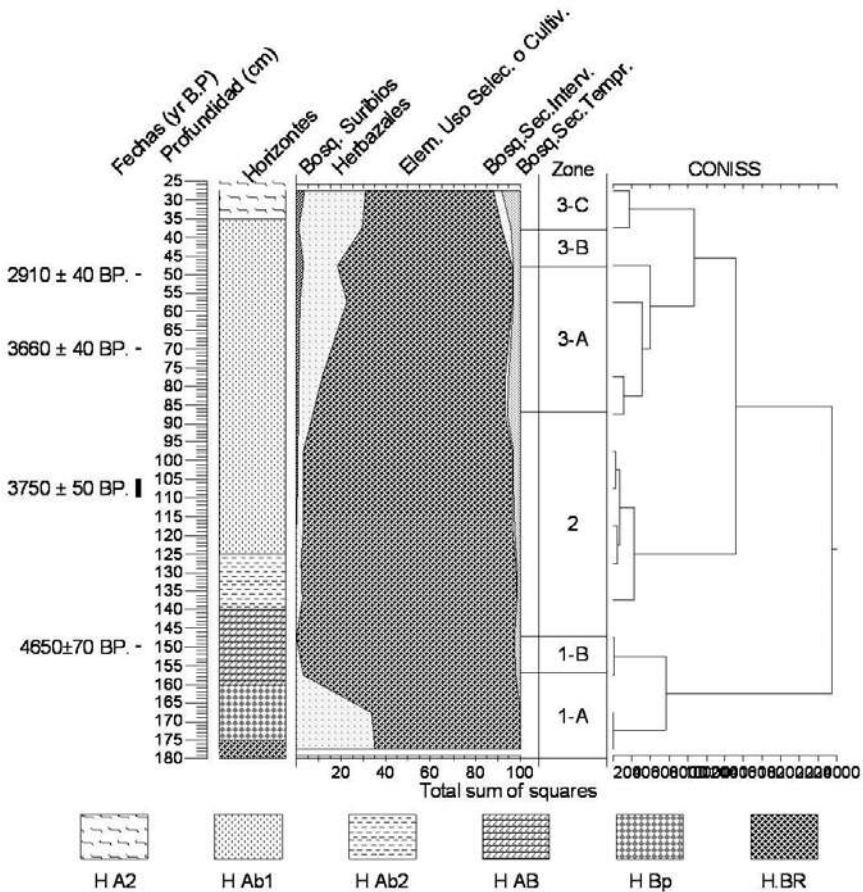 Fechas (yr B.P)
Profundidad (cm)
Horizontes
Bosq. Suribios
Herbazales
Elem. Uso Selec. o Cultiv.
Bosq.Sec.Interv.
Bosq.Sec.Tempr.
Zone
CONISS
25
30
35
40
45
50
55
60
65
70
75
80
85
90
95
100
105
110
115
120
125
130
135
140
145
150
155
160
165
170
175
180
2910 ± 40 BP. -
3660 ± 40 BP. -
3750 ± 50 BP.
4650±70 BP. -
3-C
3-B
3-A
2
1-B
1-A
20 40 60 80 100
Total sum of squares
H A2
H Ab1
H Ab2
H AB
H Bp
H.BR